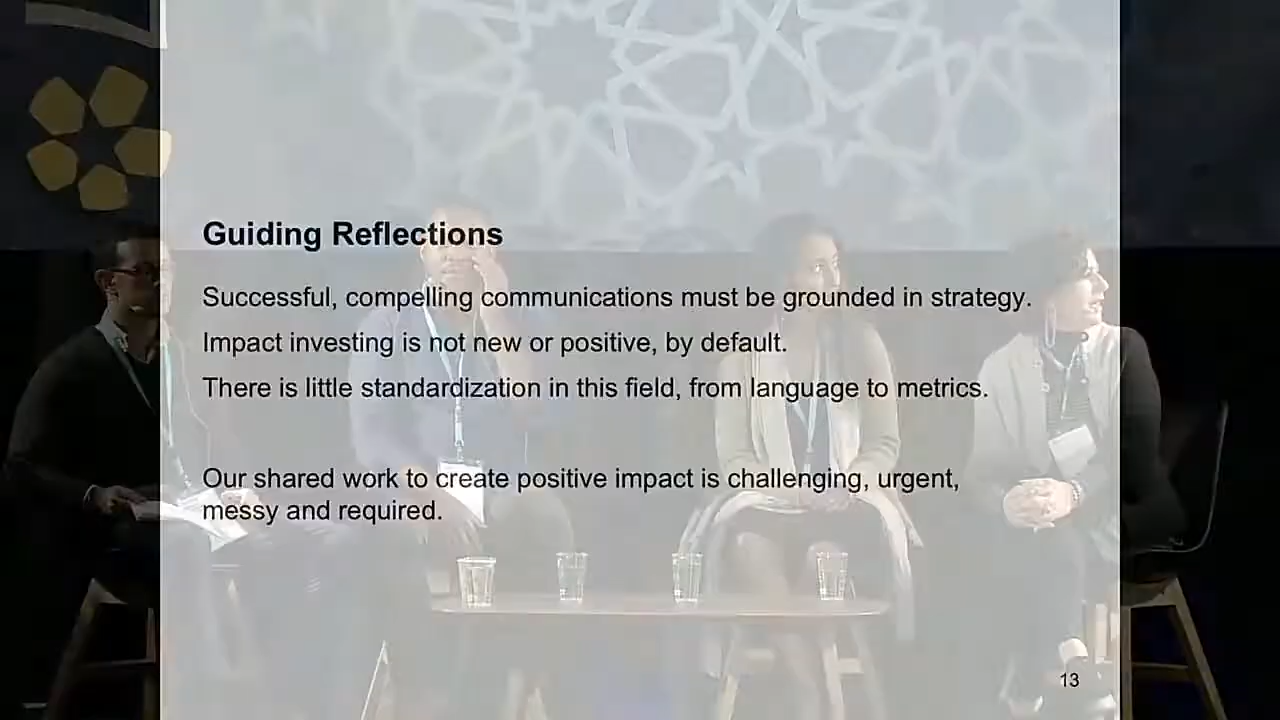 Guiding Reflections
Successful, compelling communications must be grounded in strategy.
Impact investing is not new or positive, by default.
There is little standardization in this field, from language to metrics.
Our shared work to create positive impact is challenging, urgent,
messy and required.
13